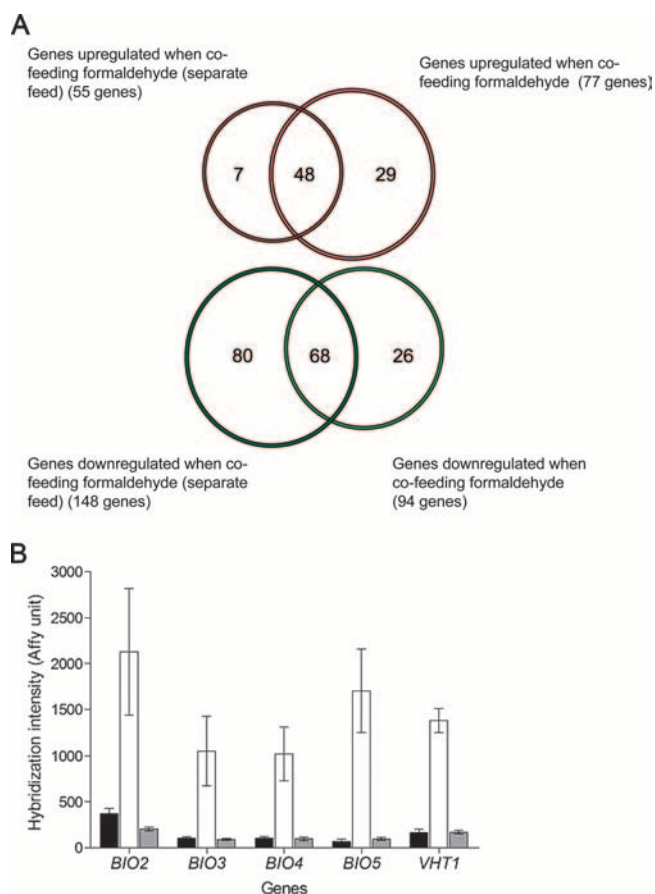 A
Genes upregulated when co-
feeding formaldehyde (separate
feed) (55 genes)
Genes upregulated when co-
feeding formaldehyde (77 genes)
7
48
29
80
68
26
Genes downregulated when co-
feeding formaldehyde (separate
feed) (148 genes)
Genes downregulated when
co-feeding formaldehyde
(94 genes)
B
Hybridization intensity (Affy unit)
3000
2500
2000
1500
1000
500
0
BIO2
BIO3
BIO4
BIO5
VHT1
Genes